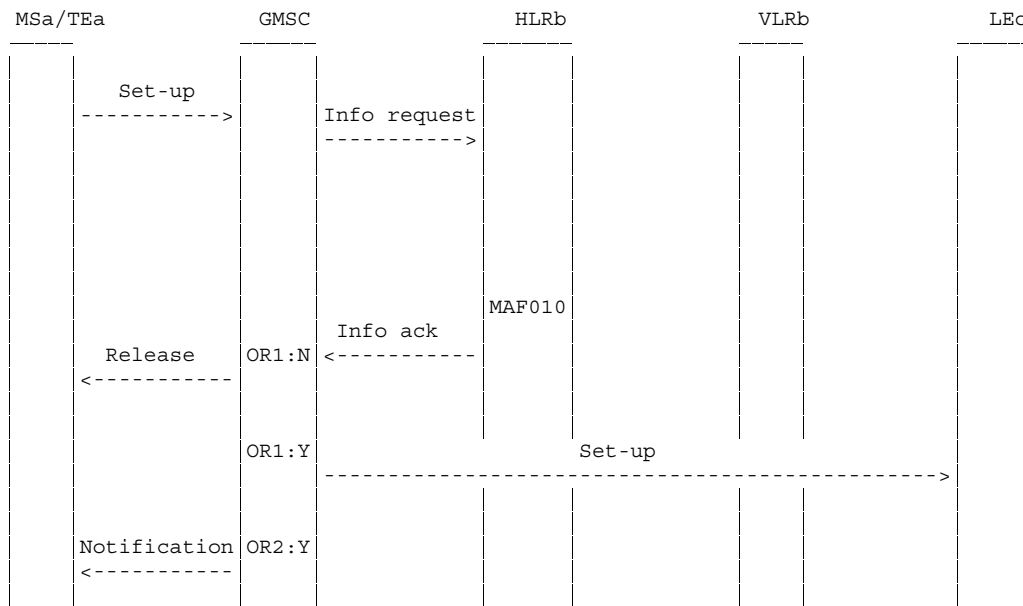 MSa/TEa GMSC HLRb VLRb LEc
Set-up
Info request
MAF010
Info ack
Release OR1:N
OR1:Y Set-up
Notification OR2:Y